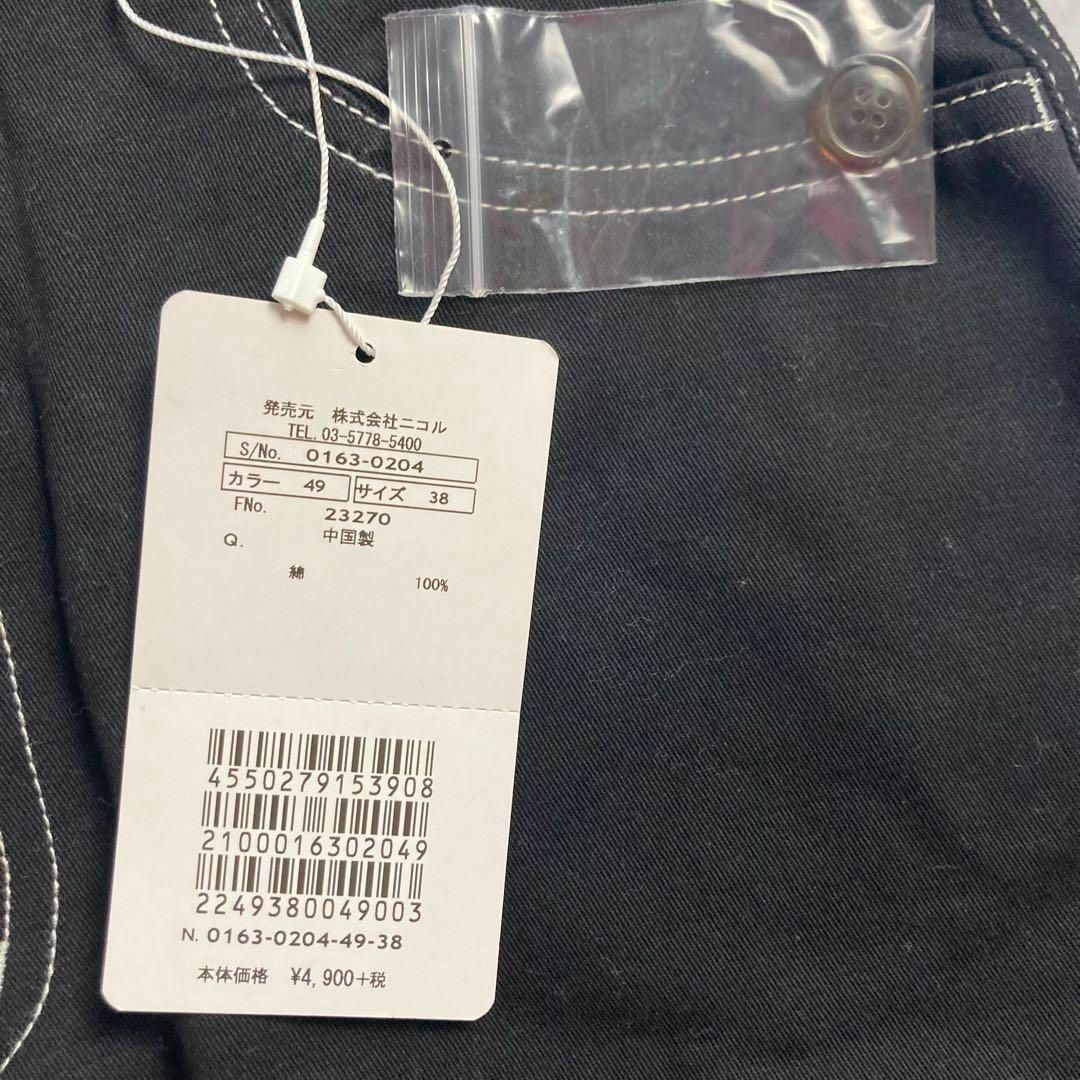 発売元 株式会社ニコル
TEL. 03-5778-5400
S/No. 0163-0204
カラー 49 サイズ 38
FNo. 23270
中国製
Q.
綿 100%
4550279153908
2100016302049
2249380049003
N. 0163-0204-49-38
本体価格 ¥4,900+税